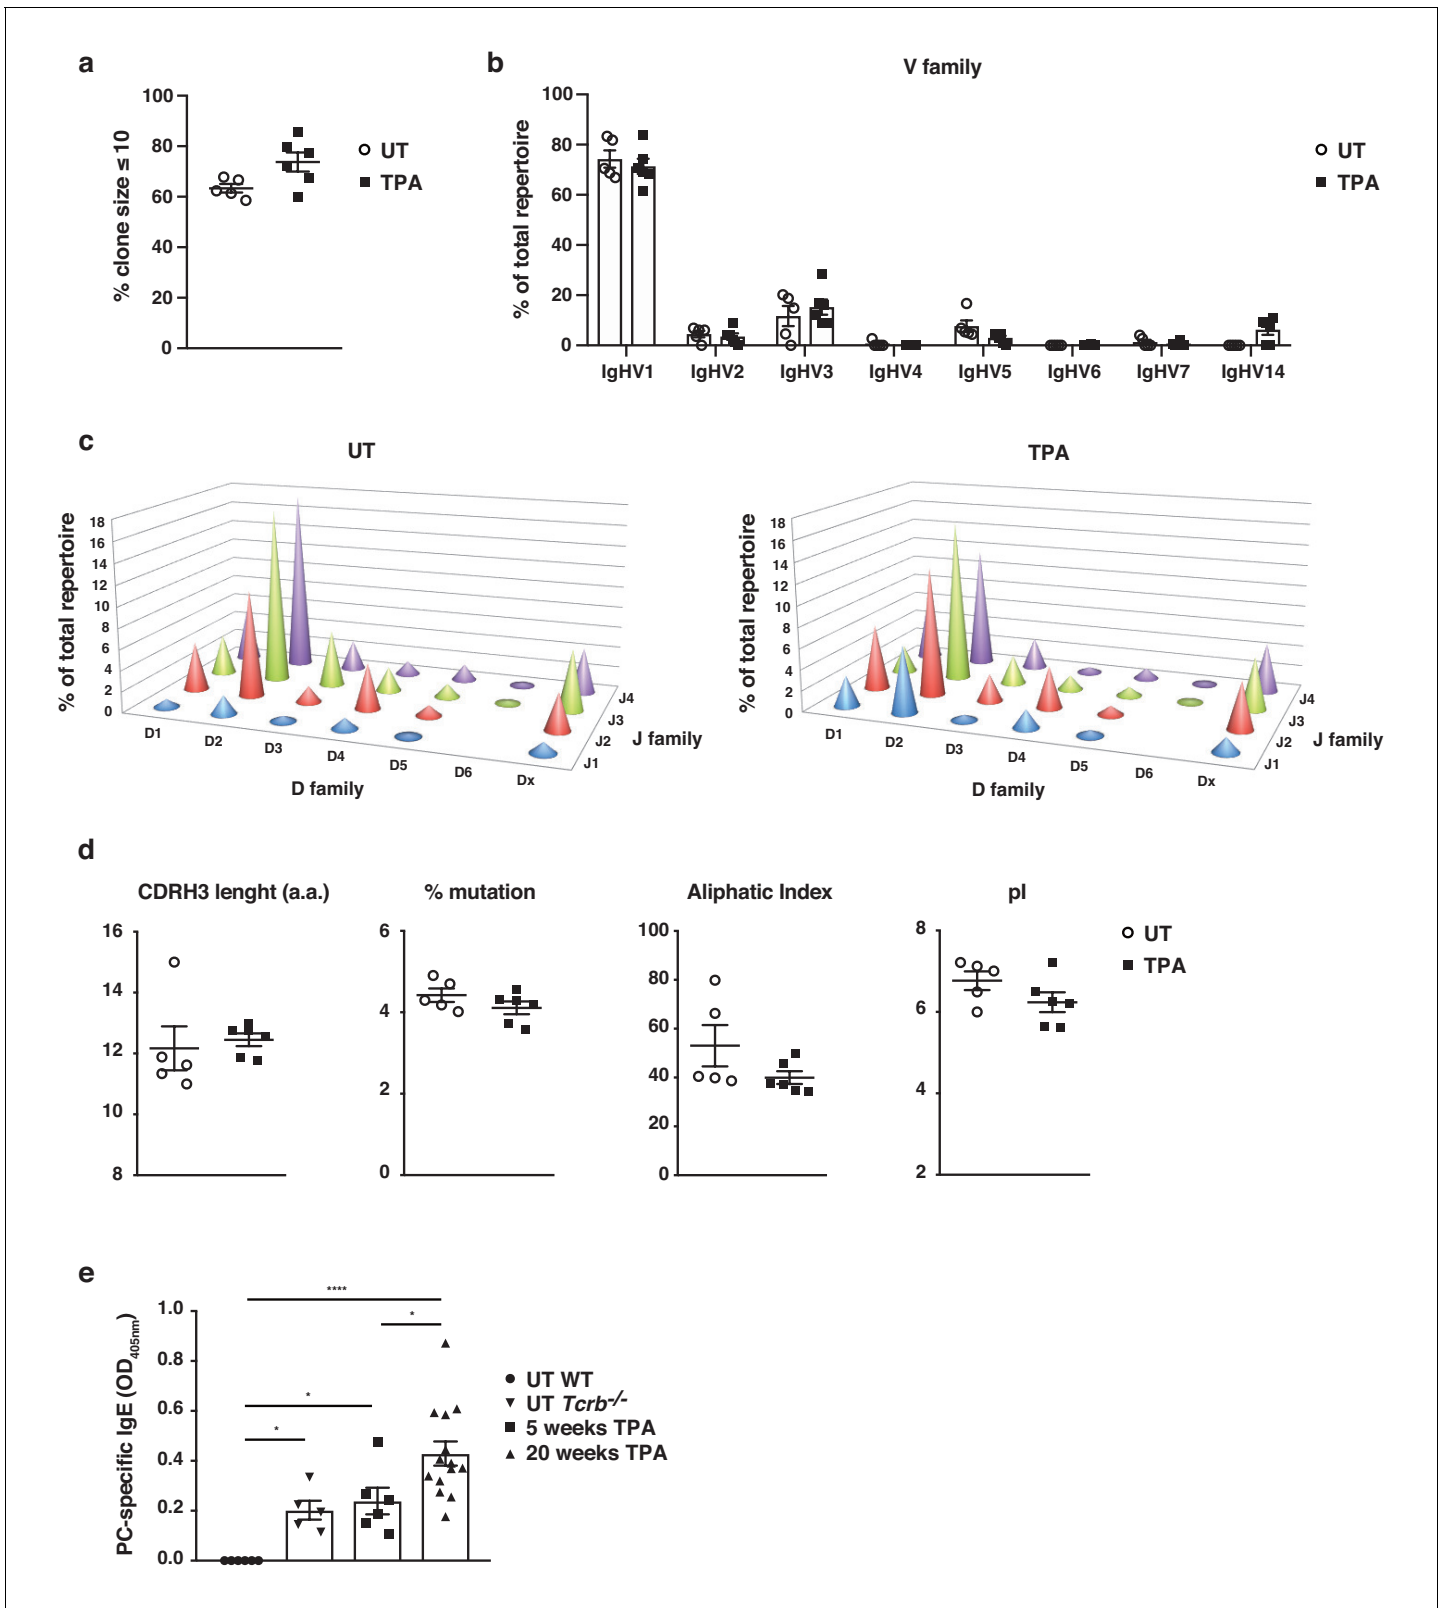 a
100
80
60
40
20
0
% clone size ≤ 10
UT
TPA
b
V family
100
80
60
40
20
0
% of total repertoire
IgHV1 IgHV2 IgHV3 IgHV4 IgHV5 IgHV6 IgHV7 IgHV14
UT
TPA
c
UT
18
16
14
12
10
8
6
4
2
0
% of total repertoire
D1 D2 D3 D4 D5 D6 Dx
D family
J4
J3
J2
J1
J family
TPA
18
16
14
12
10
8
6
4
2
0
% of total repertoire
D1 D2 D3 D4 D5 D6 Dx
D family
J4
J3
J2
J1
J family
d
CDRH3 lenght (a.a.)
16
14
12
10
8
% mutation
6
4
2
0
Aliphatic Index
100
80
60
40
20
0
pI
8
6
4
2
UT
TPA
e
1.0
0.8
0.6
0.4
0.2
0.0
PC-specific IgE (OD405nm)
****
*
*
*
UT WT
UT Tcrb-/-
5 weeks TPA
20 weeks TPA